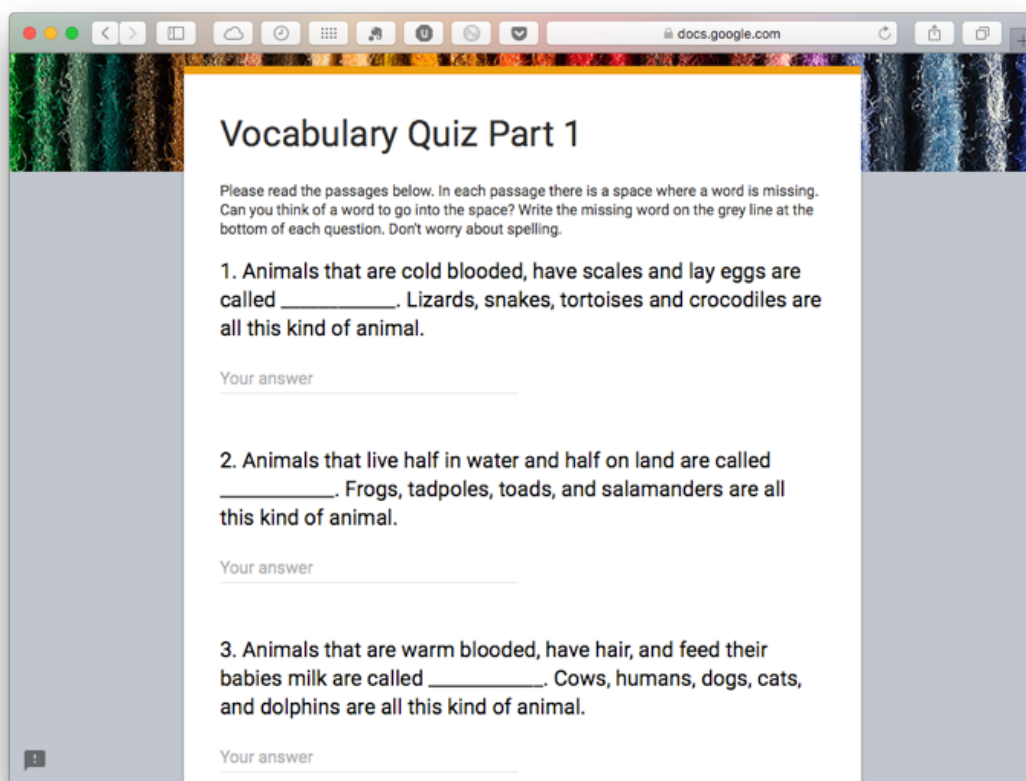 docs.google.com
Vocabulary Quiz Part 1
Please read the passages below. In each passage there is a space where a word is missing.
Can you think of a word to go into the space? Write the missing word on the grey line at the
bottom of each question. Don't worry about spelling.
1. Animals that are cold blooded, have scales and lay eggs are
called ___________. Lizards, snakes, tortoises and crocodiles are
all this kind of animal.
Your answer
2. Animals that live half in water and half on land are called
___________. Frogs, tadpoles, toads, and salamanders are all
this kind of animal.
Your answer
3. Animals that are warm blooded, have hair, and feed their
babies milk are called ___________. Cows, humans, dogs, cats,
and dolphins are all this kind of animal.
Your answer